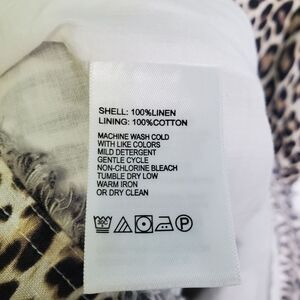 SHELL: 100%LINEN
LINING: 100%COTTON
MACHINE WASH COLD
WITH LIKE COLORS
MILD DETERGENT
GENTLE CYCLE
NON-CHLORINE BLEACH
TUMBLE DRY LOW
WARM IRON
OR DRY CLEAN
P